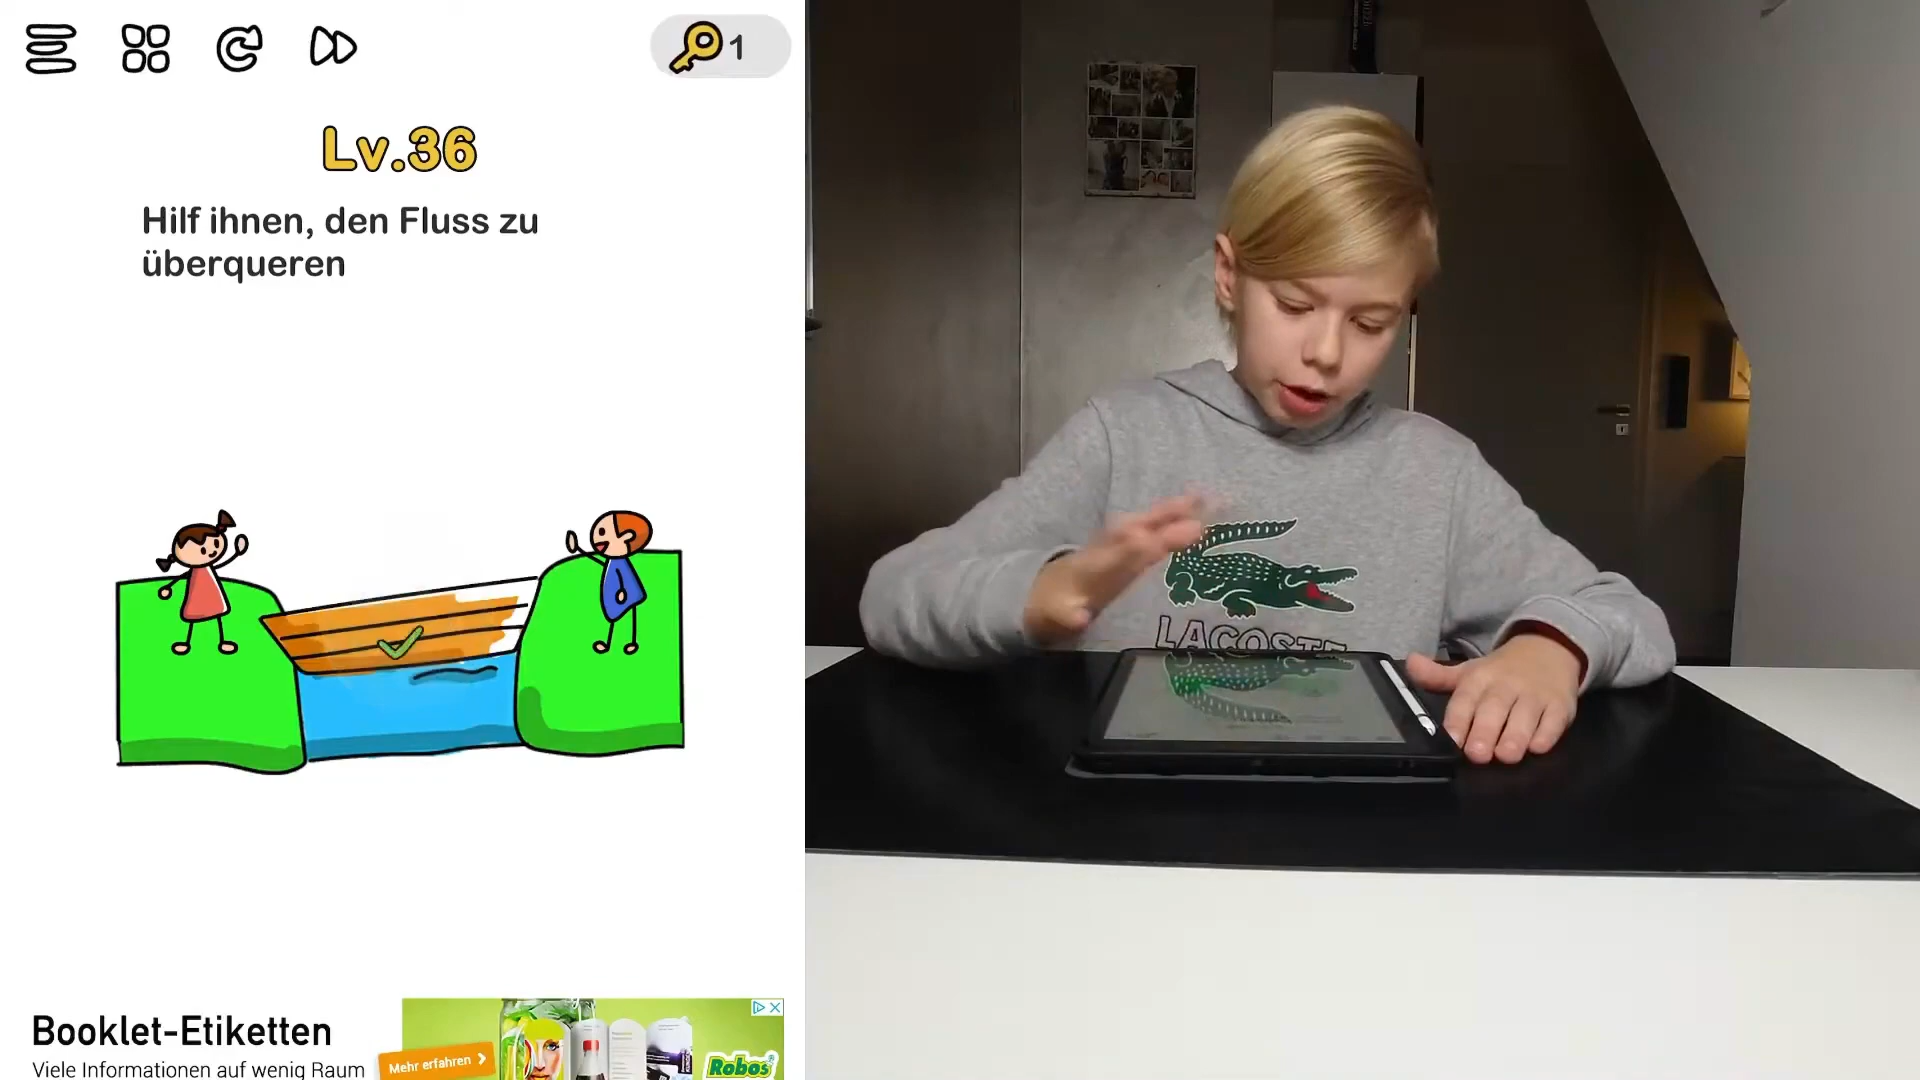 1
Lv.36
Hilf ihnen, den Fluss zu
überqueren
LACOSTE
Booklet-Etiketten
Viele Informationen auf wenig Raum
Mehr erfahren
Robos